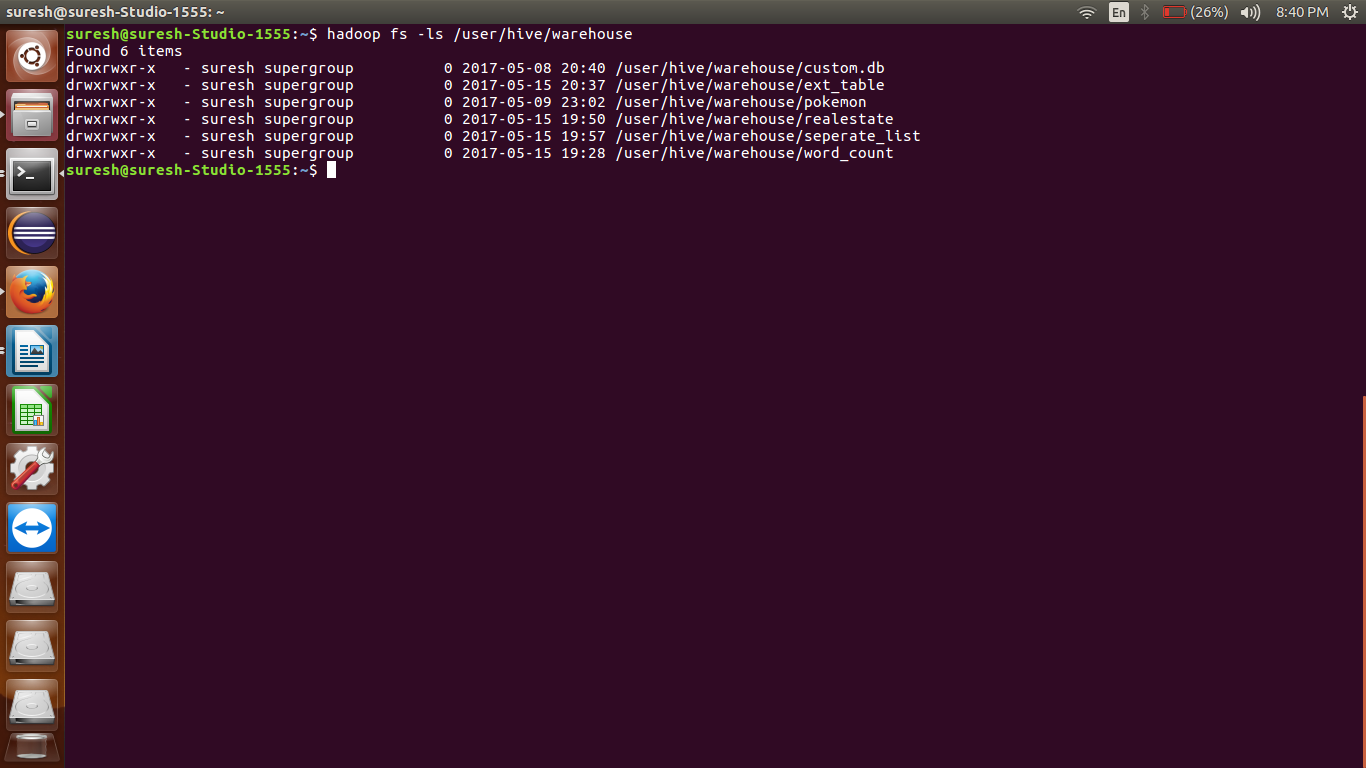 suresh@suresh-Studio-1555: ~
En
(26%)
8:40 PM
suresh@suresh-Studio-1555:~$ hadoop fs -ls /user/hive/warehouse
Found 6 items
drwxrwxr-x   - suresh supergroup          0 2017-05-08 20:40 /user/hive/warehouse/custom.db
drwxrwxr-x   - suresh supergroup          0 2017-05-15 20:37 /user/hive/warehouse/ext_table
drwxrwxr-x   - suresh supergroup          0 2017-05-09 23:02 /user/hive/warehouse/pokemon
drwxrwxr-x   - suresh supergroup          0 2017-05-15 19:50 /user/hive/warehouse/realestate
drwxrwxr-x   - suresh supergroup          0 2017-05-15 19:57 /user/hive/warehouse/seperate_list
drwxrwxr-x   - suresh supergroup          0 2017-05-15 19:28 /user/hive/warehouse/word_count
suresh@suresh-Studio-1555:~$